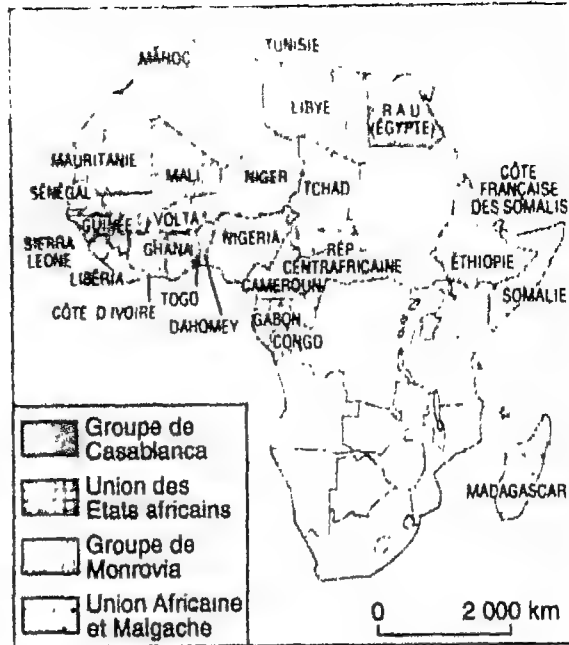 TUNISIE
MAROC
LIBYE
R A U
(ÉGYPTE)
MAURITANIE
MALI
NIGER
TCHAD
CÔTE
FRANÇAISE
DES SOMALIS
SÉNÉGAL
GUINÉE
VOLTA
NIGÉRIA
SIERRA
LEONE
GHANA
RÉP
CENTRAFRICAINE
ÉTHIOPIE
LIBÉRIA
CAMEROUN
SOMALIE
CÔTE D'IVOIRE
TOGO
DAHOMEY
GABON
CONGO
MADAGASCAR
Groupe de
Casablanca
Union des
Etats africains
Groupe de
Monrovia
Union Africaine
et Malgache
0 2 000 km